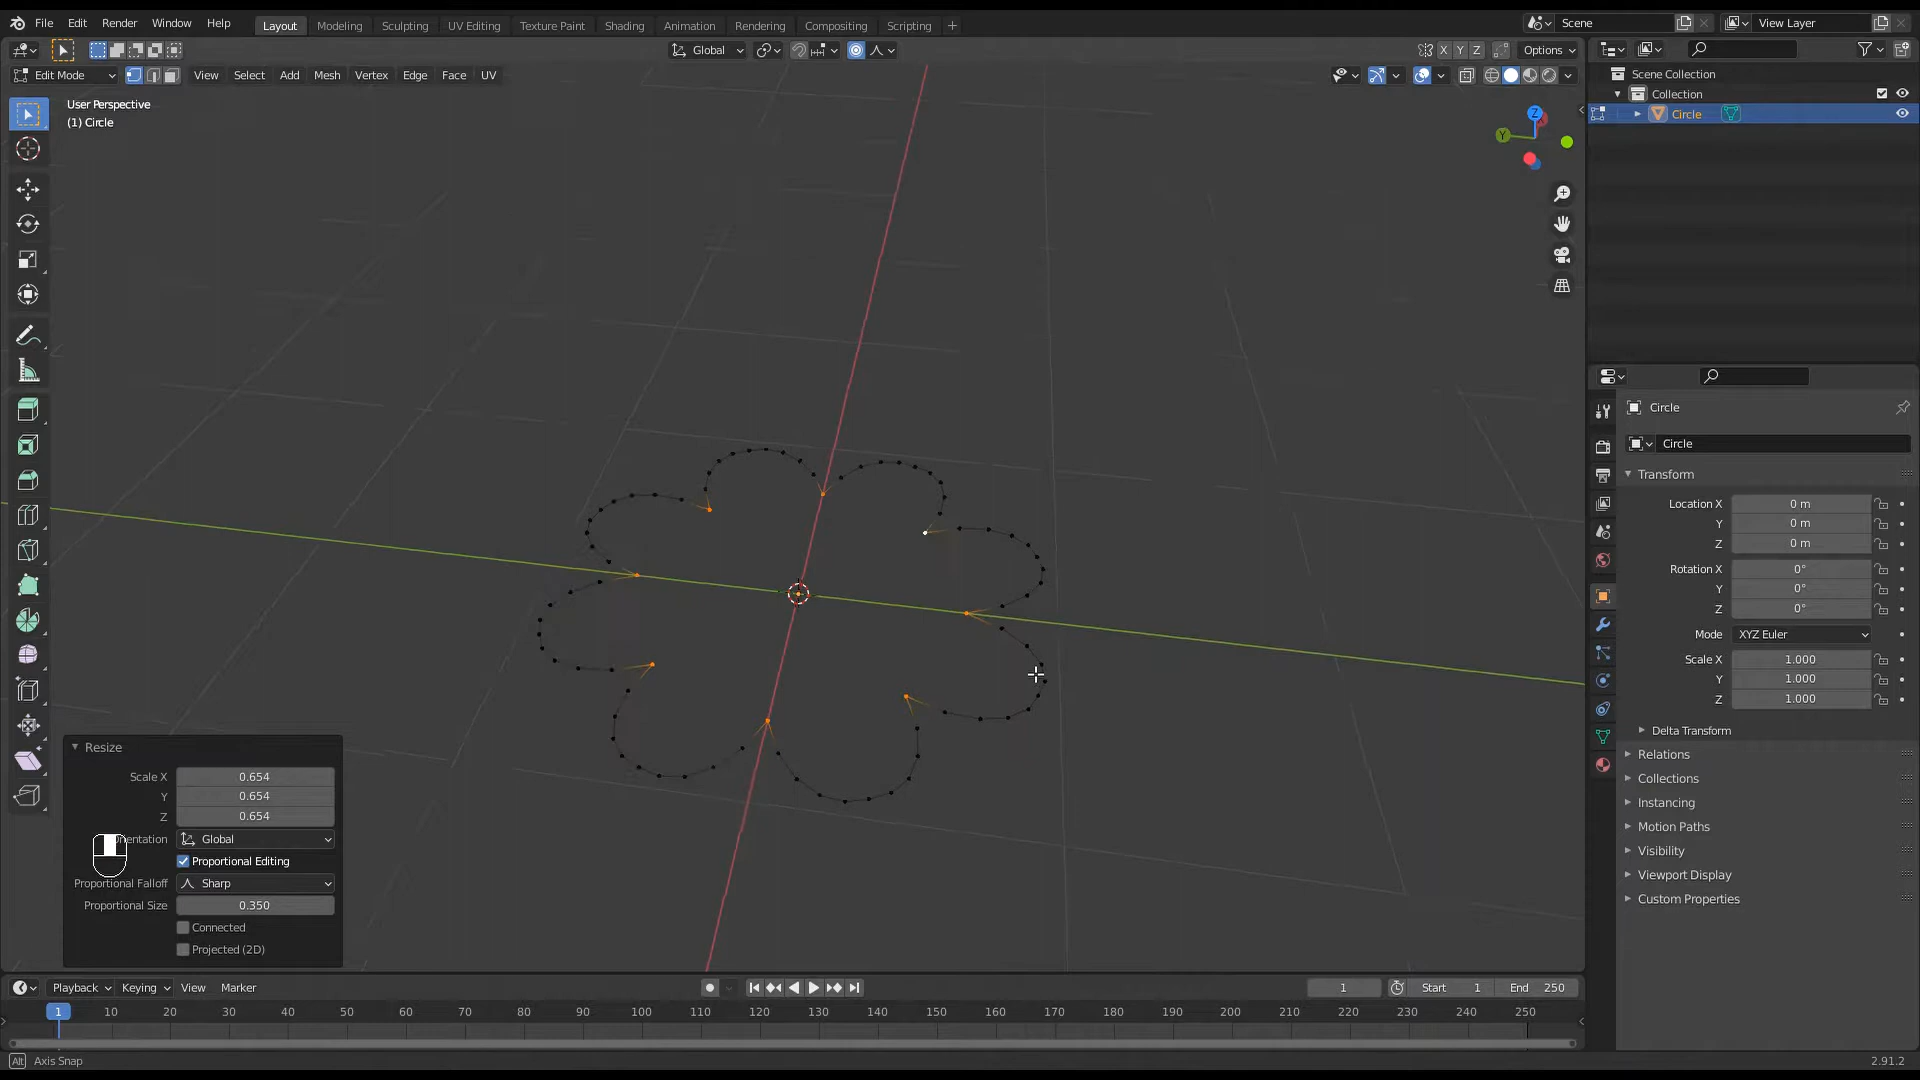 File Edit Render Window Help Layout Modeling Sculpting UV Editing Texture Paint Shading Animation Rendering Compositing Scripting + Scene View Layer
Global X Y Z Options
Edit Mode View Select Add Mesh Vertex Edge Face UV
User Perspective
(1) Circle
Z
Y
Scene Collection
Collection
Circle
Circle
Circle
Transform
Location X 0 m
Y 0 m
Z 0 m
Rotation X 0°
Y 0°
Z 0°
Mode XYZ Euler
Scale X 1.000
Y 1.000
Z 1.000
Delta Transform
Relations
Collections
Instancing
Motion Paths
Visibility
Viewport Display
Custom Properties
Resize
Scale X 0.654
Y 0.654
Z 0.654
Global
Proportional Editing
Proportional Falloff Sharp
Proportional Size 0.350
Connected
Projected (2D)
Playback Keying View Marker 1 Start 1 End 250
1 10 20 30 40 50 60 70 80 90 100 110 120 130 140 150 160 170 180 190 200 210 220 230 240 250
Alt Axis Snap 2.91.2